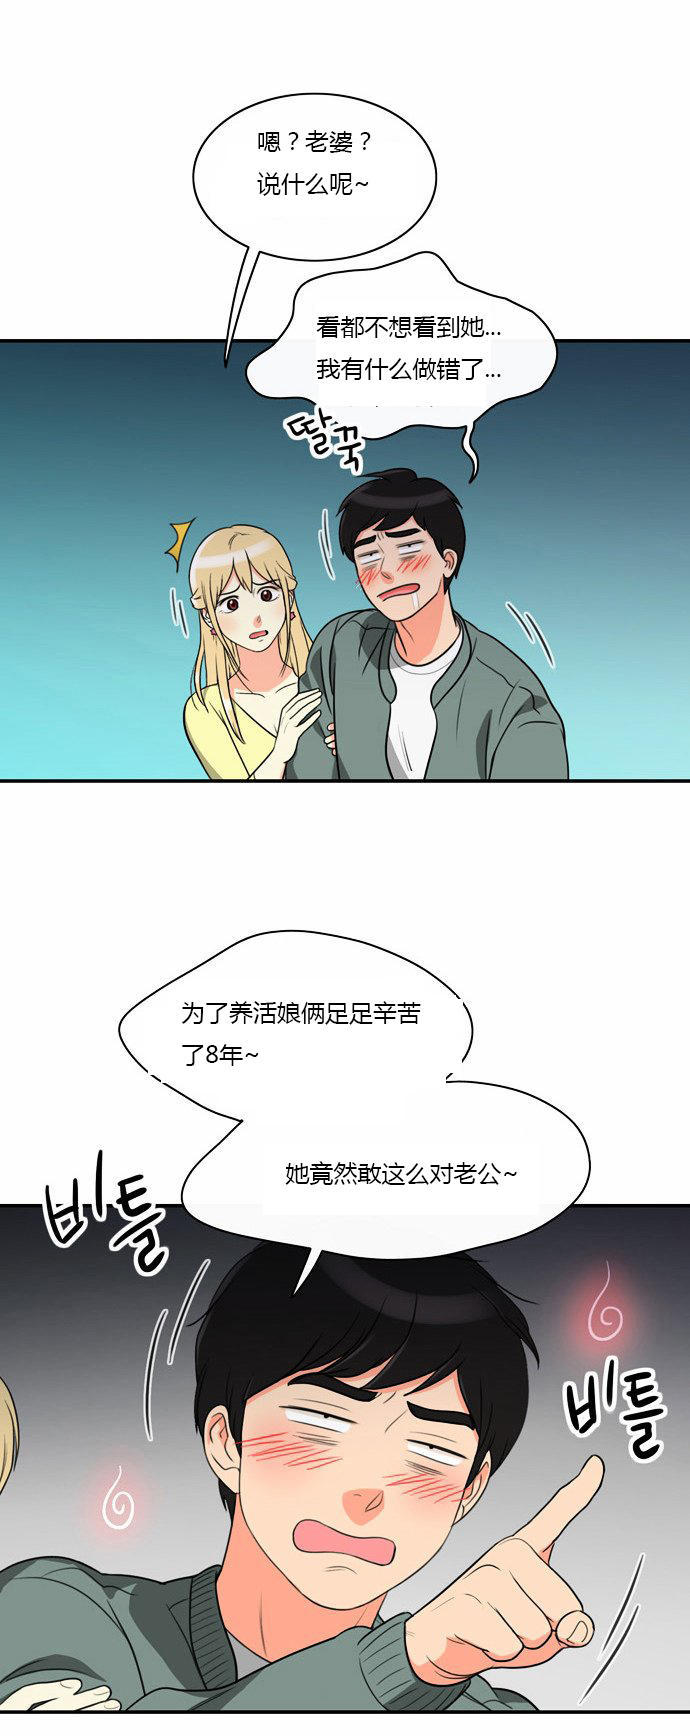 嗯？老婆？
说什么呢~
看都不想看到她...
我有什么做错了...
딸꾹
为了养活娘俩足足辛苦
了8年~
她竟然敢这么对老公~
비틀
비틀